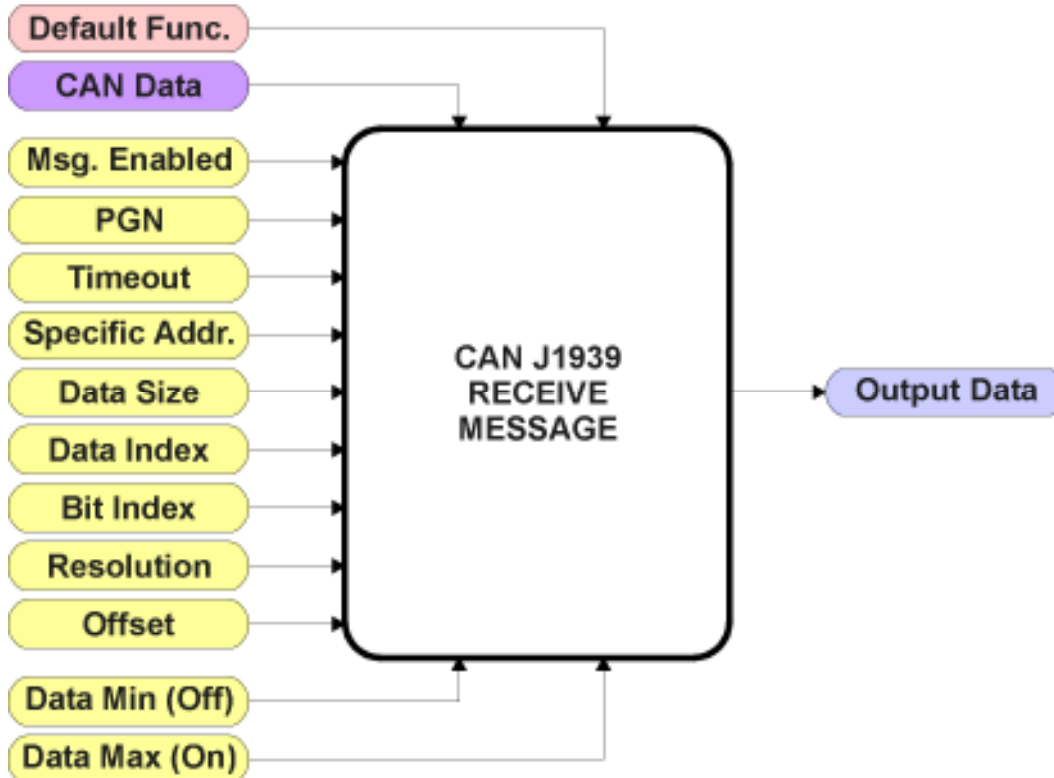 Default Func.
CAN Data
Msg. Enabled
PGN
Timeout
Specific Addr.
Data Size
Data Index
Bit Index
Resolution
Offset
Data Min (Off)
Data Max (On)
CAN J1939
RECEIVE
MESSAGE
Output Data